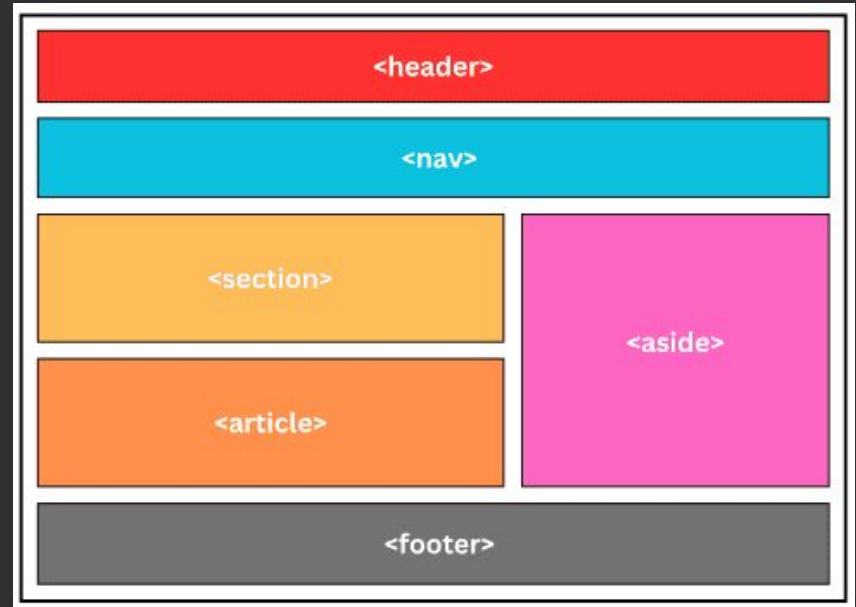 <header>
<nav>
<section>
<article>
<aside>
<footer>